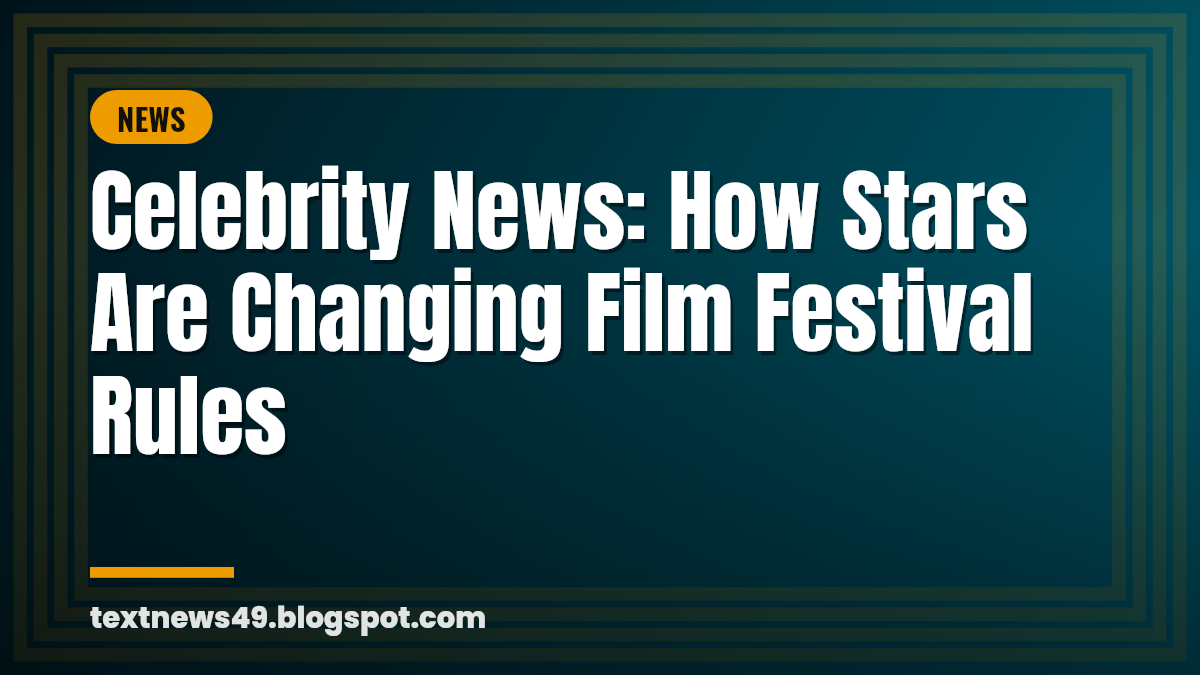 NEWS
Celebrity News: How Stars
Are Changing Film Festival
Rules
textnews49.blogspot.com